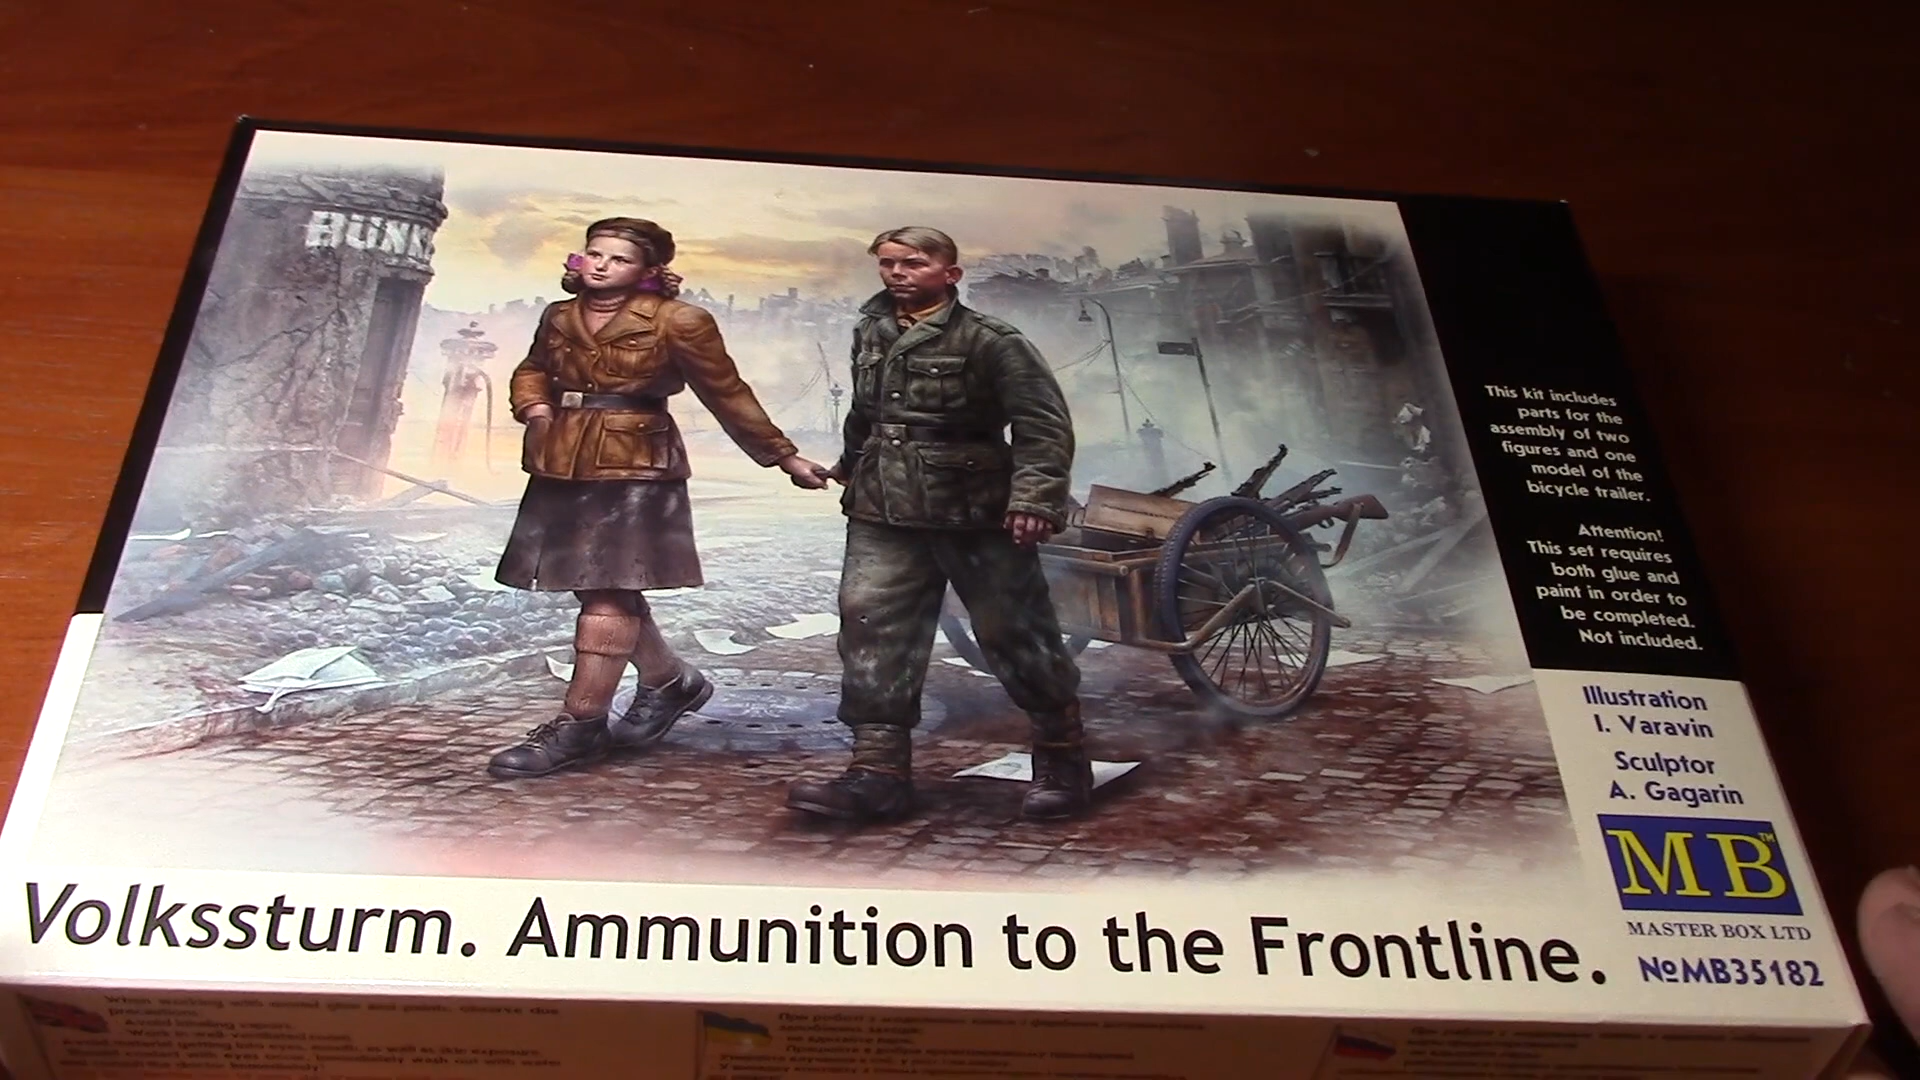 BUNK
This kit includes
parts for the
assembly of two
figures and one
model of the
bicycle trailer.
Attention!
This set requires
both glue and
paint in order to
be completed.
Not included.
Illustration
I. Varavin
Sculptor
A. Gagarin
MB™
MASTER BOX LTD
№MB35182
Volkssturm. Ammunition to the Frontline.